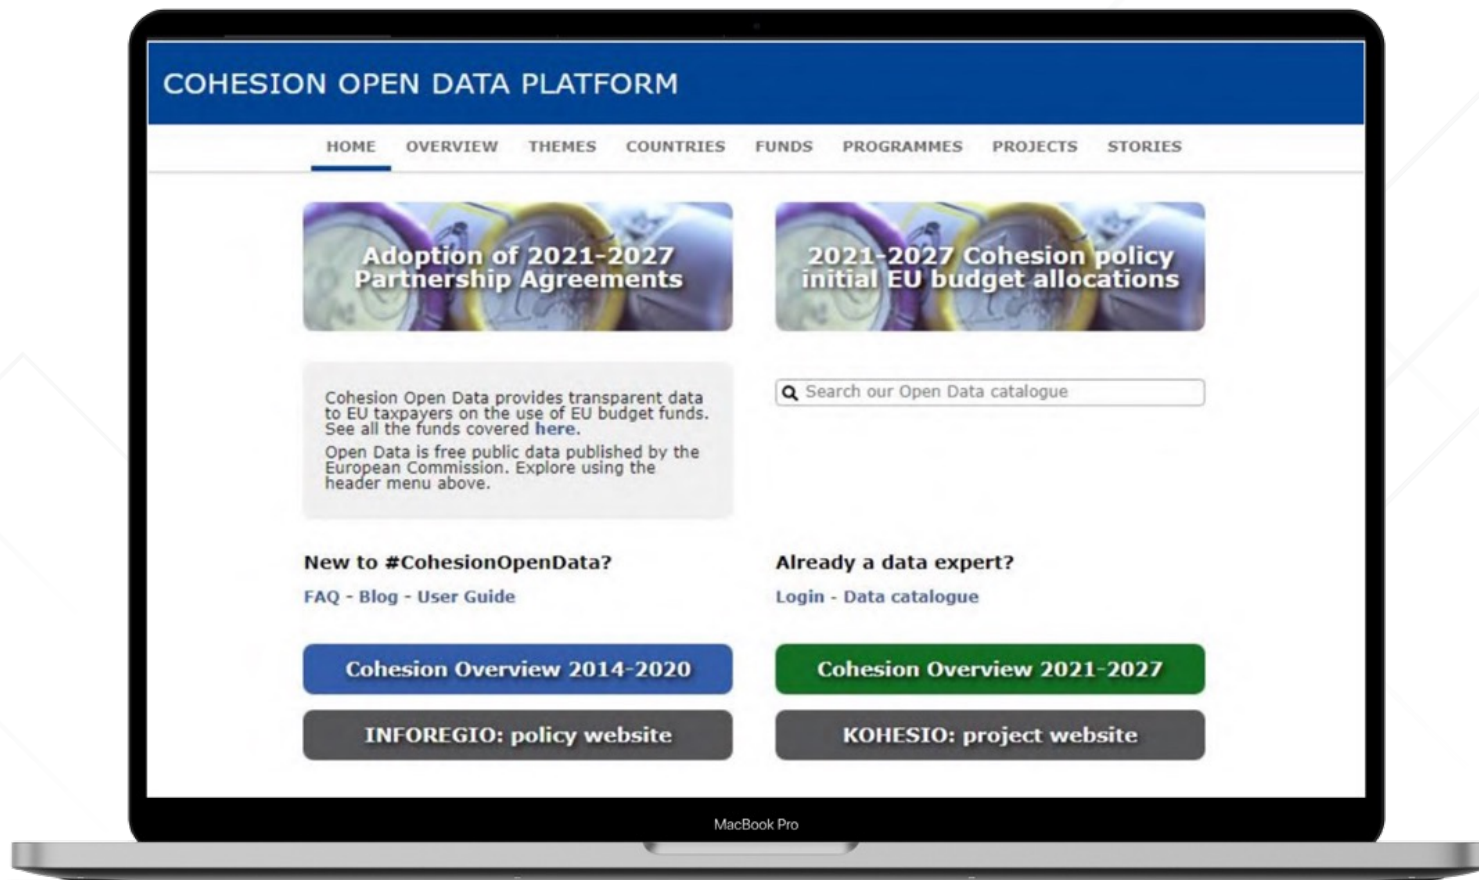 COHESION OPEN DATA PLATFORM
HOME OVERVIEW THEMES COUNTRIES FUNDS PROGRAMMES PROJECTS STORIES
Adoption of 2021-2027
Partnership Agreements
2021-2027 Cohesion policy
initial EU budget allocations
Cohesion Open Data provides transparent data
to EU taxpayers on the use of EU budget funds.
See all the funds covered here.
Open Data is free public data published by the
European Commission. Explore using the
header menu above.
Search our Open Data catalogue
New to #CohesionOpenData?
FAQ - Blog - User Guide
Already a data expert?
Login - Data catalogue
Cohesion Overview 2014-2020
Cohesion Overview 2021-2027
INFOREGIO: policy website
KOHESIO: project website
MacBook Pro